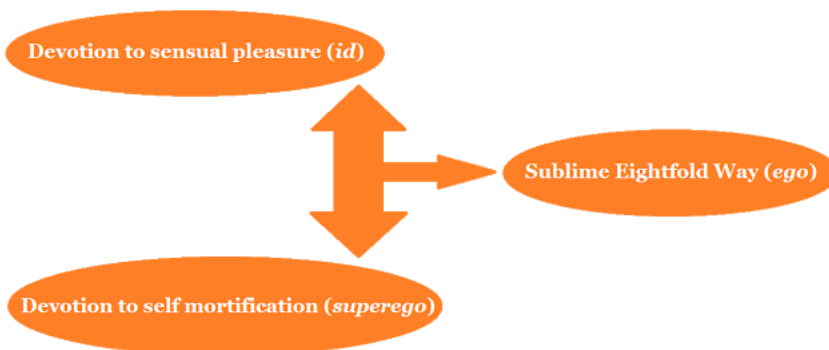 Devotion to sensual pleasure (id)
Sublime Eightfold Way (ego)
Devotion to self mortification (superego)